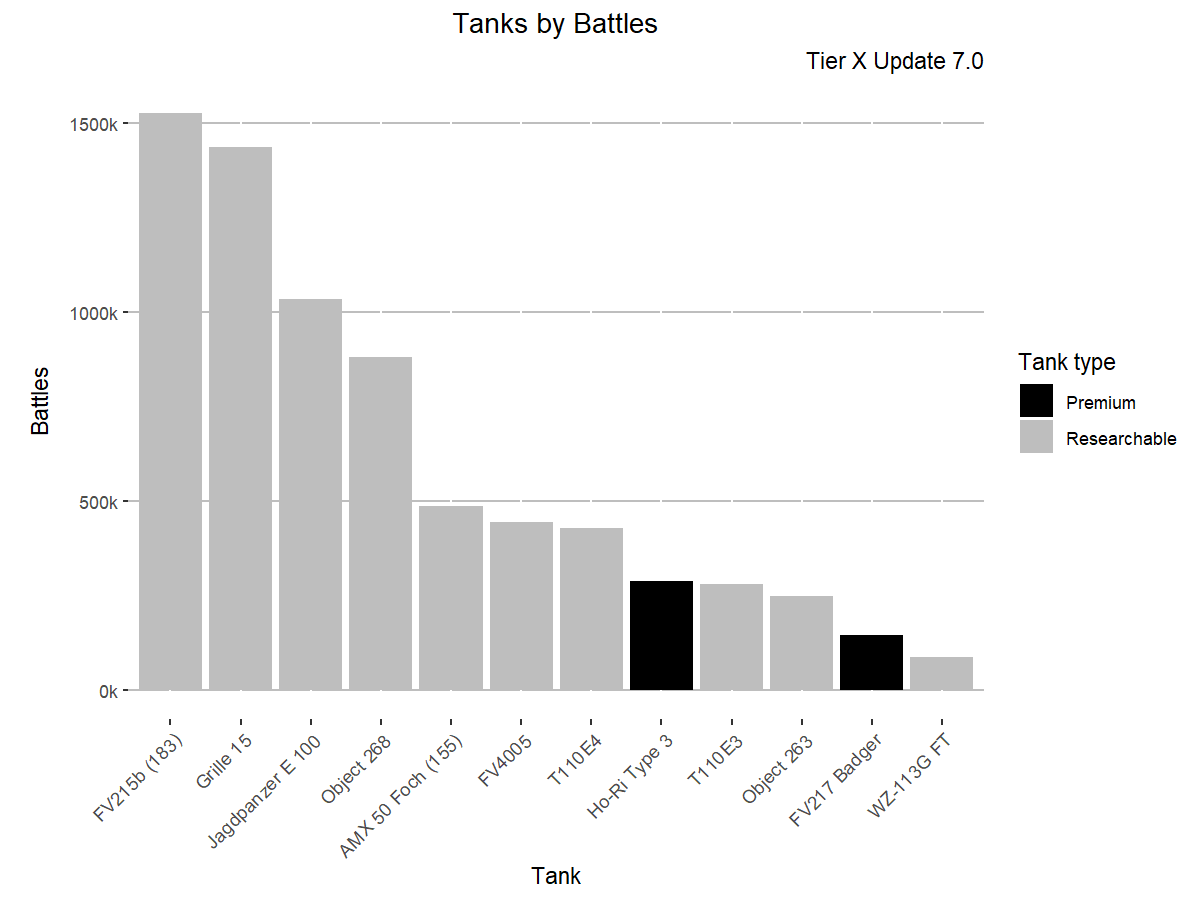 Tanks by Battles
Tier X Update 7.0
Battles
1500k
1000k
500k
0k
FV215b (183)
Grille 15
Jagdpanzer E 100
Object 268
AMX 50 Foch (155)
FV4005
T110E4
Ho-Ri Type 3
T110E3
Object 263
FV217 Badger
WZ-113G FT
Tank
Tank type
Premium
Researchable